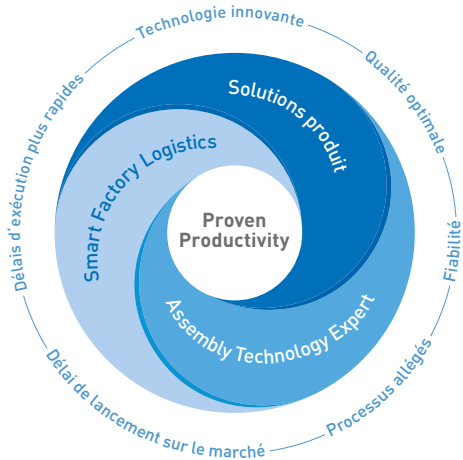 Technologie innovante
Qualité optimale
Fiabilité
Processus allégés
Délai de lancement sur le marché
Délais d'exécution plus rapides
Solutions produit
Smart Factory Logistics
Assembly Technology Expert
Proven
Productivity